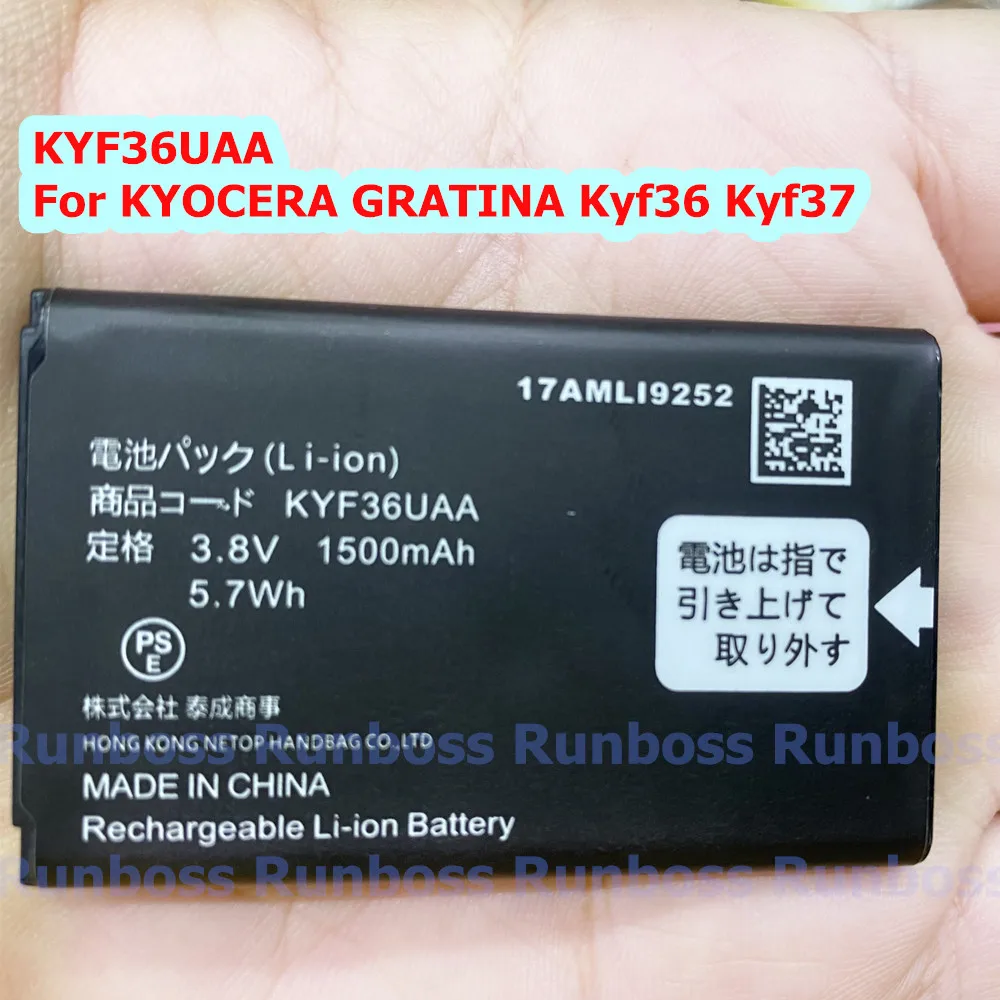 KYF36UAA
For KYOCERA GRATINA Kyf36 Kyf37
17AMLI9252
電池パック(Li-ion)
商品コード KYF36UAA
定格 3.8V 1500mAh
5.7Wh
PS
E
電池は指で
引き上げて
取り外す
株式会社 泰成商事
Runboss Runboss Runboss Runboss
HONG KONG NETOP HANDBAG CO.,LTD
MADE IN CHINA
Rechargeable Li-ion Battery
Runboss Runboss Runboss Runboss